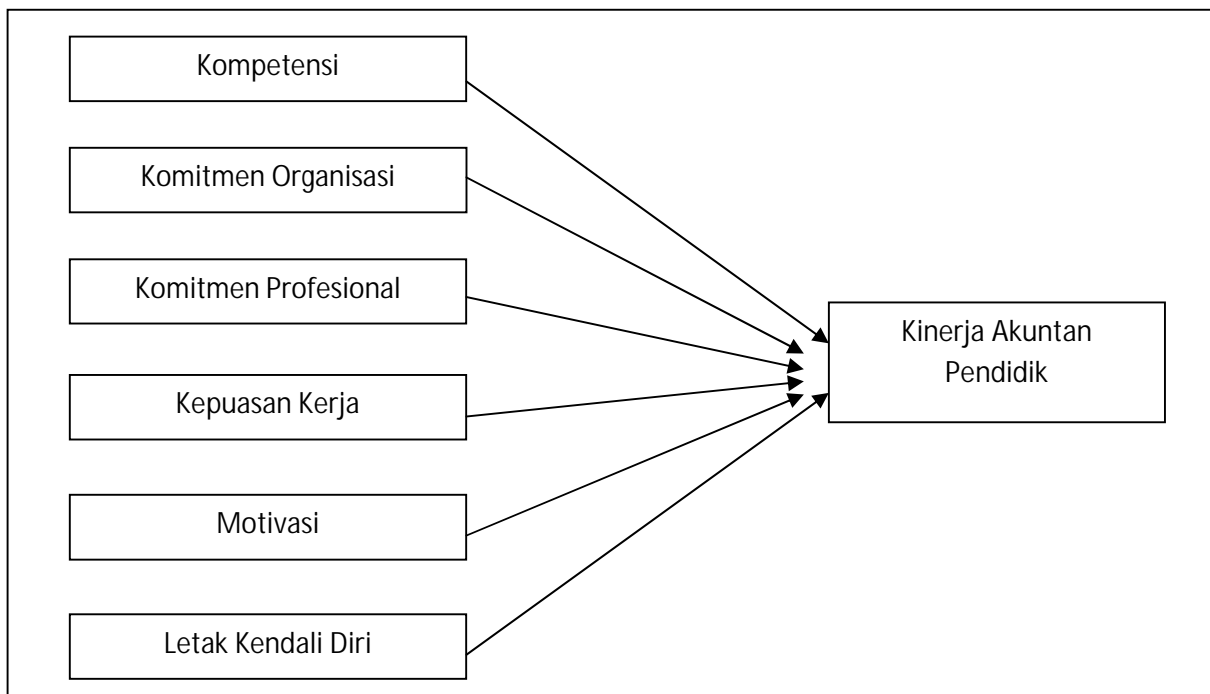 Kompetensi
Komitmen Organisasi
Komitmen Profesional
Kepuasan Kerja
Motivasi
Letak Kendali Diri
Kinerja Akuntan
Pendidik